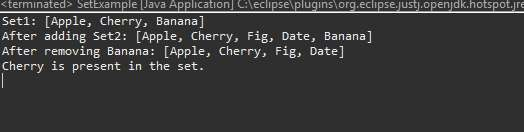 <terminated> SetExample [Java Application] C:\eclipse\plugins\org.eclipse.justj.openjdk.hotspot.jre
Set1: [Apple, Cherry, Banana]
After adding Set2: [Apple, Cherry, Fig, Date, Banana]
After removing Banana: [Apple, Cherry, Fig, Date]
Cherry is present in the set.